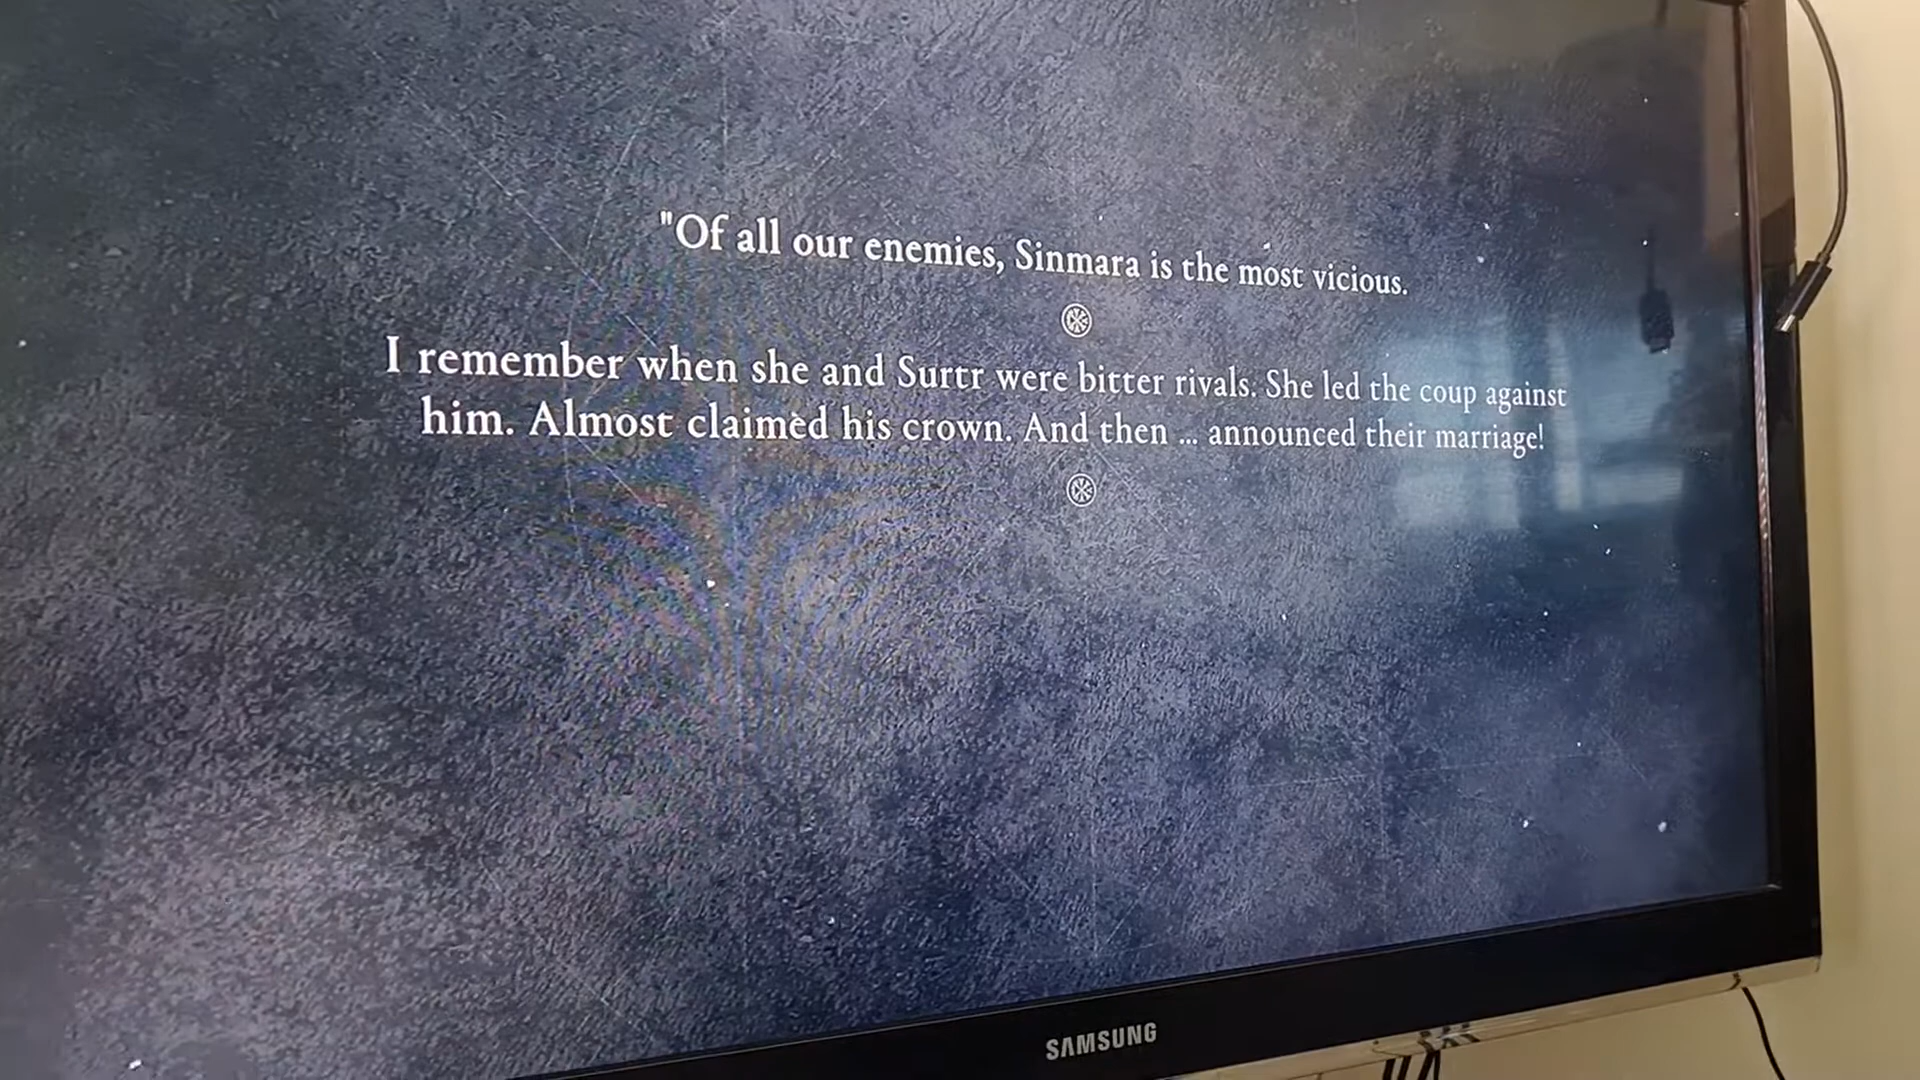 "Of all our enemies, Sinmara is the most vicious.
I remember when she and Surtr were bitter rivals. She led the coup against
him. Almost claimed his crown. And then ... announced their marriage!
SAMSUNG